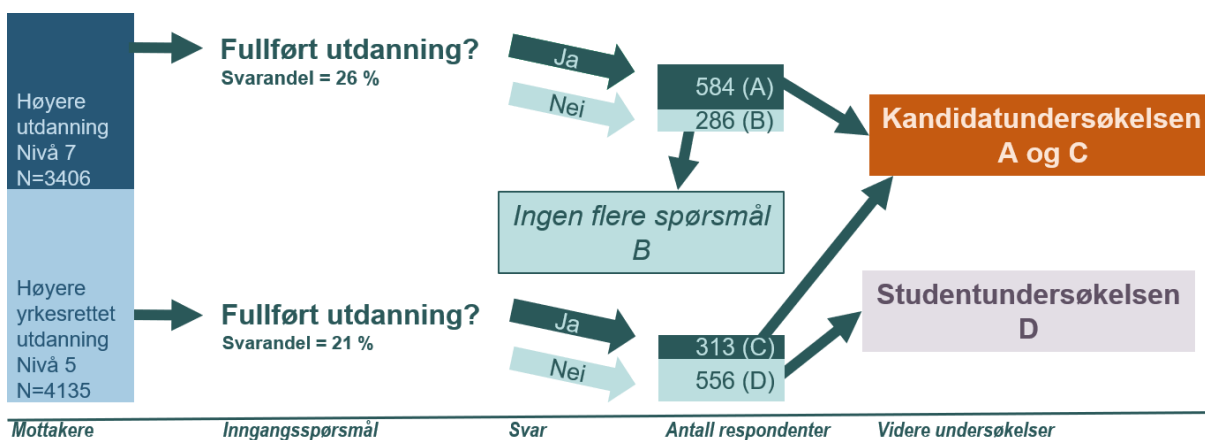 Høyere
utdanning
Nivå 7
N=3406
Fullført utdanning?
Svarandel = 26 %
Ja
Nei
584 (A)
286 (B)
Kandidatundersøkelsen
A og C
Ingen flere spørsmål
B
Høyere
yrkesrettet
utdanning
Nivå 5
N=4135
Fullført utdanning?
Svarandel = 21 %
Ja
Nei
313 (C)
556 (D)
Studentundersøkelsen
D
Mottakere
Inngangsspørsmål
Svar
Antall respondenter
Videre undersøkelser